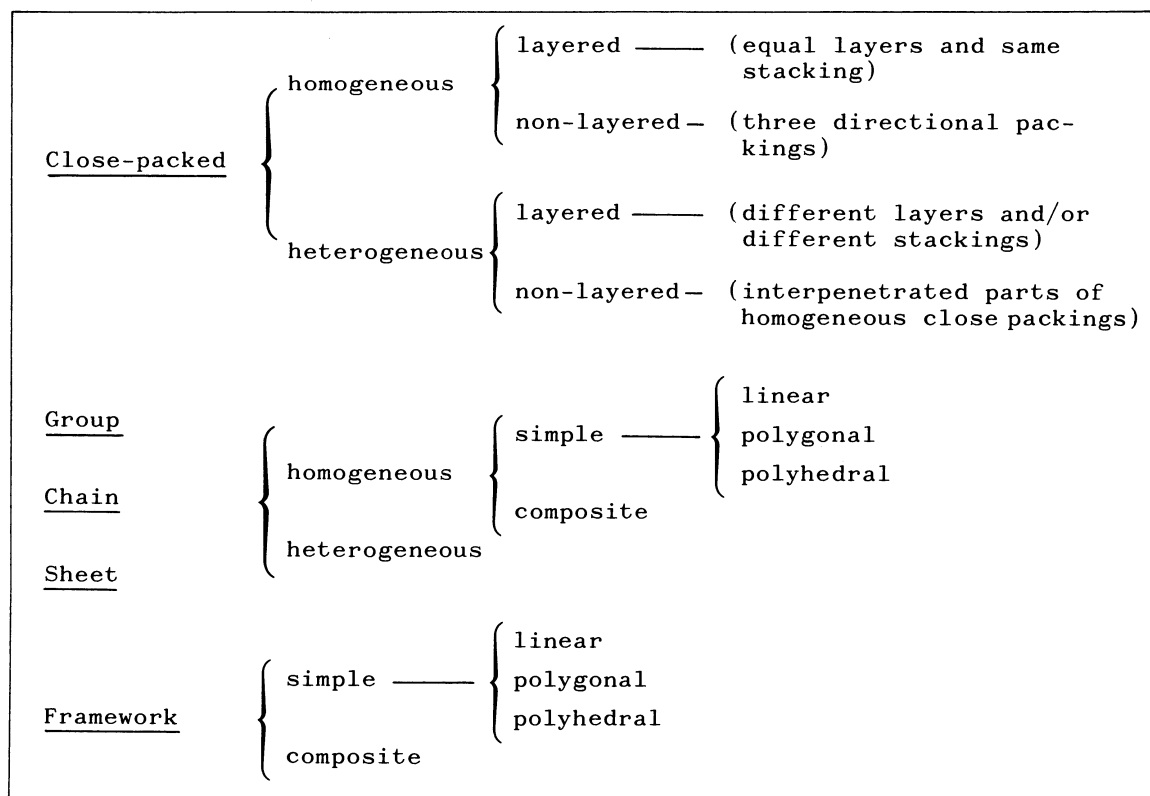 layered (equal layers and same
stacking)
homogeneous
non-layered — (three directional pac-
kings)
Close-packed
layered (different layers and/or
different stackings)
heterogeneous
non-layered — (interpenetrated parts of
homogeneous close packings)
linear
Group
simple polygonal
homogeneous polyhedral
Chain
composite
heterogeneous
Sheet
linear
simple polygonal
Framework polyhedral
composite